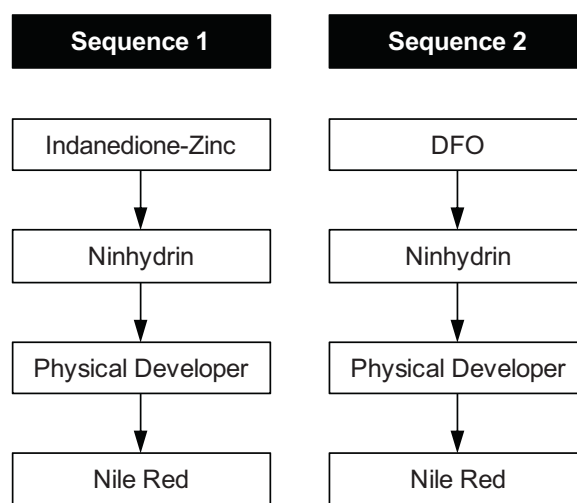 Sequence 1
Sequence 2
Indanedione-Zinc
DFO
Ninhydrin
Ninhydrin
Physical Developer
Physical Developer
Nile Red
Nile Red